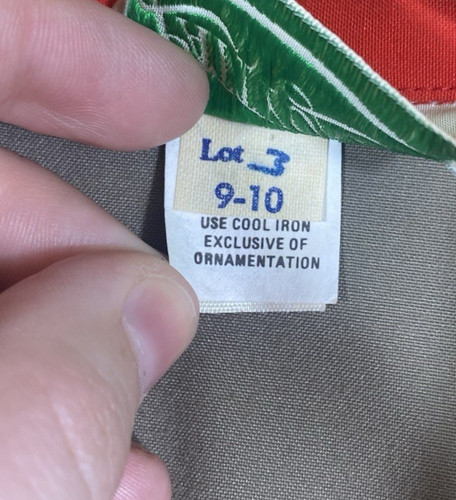 Lot 3
9-10
USE COOL IRON
EXCLUSIVE OF
ORNAMENTATION